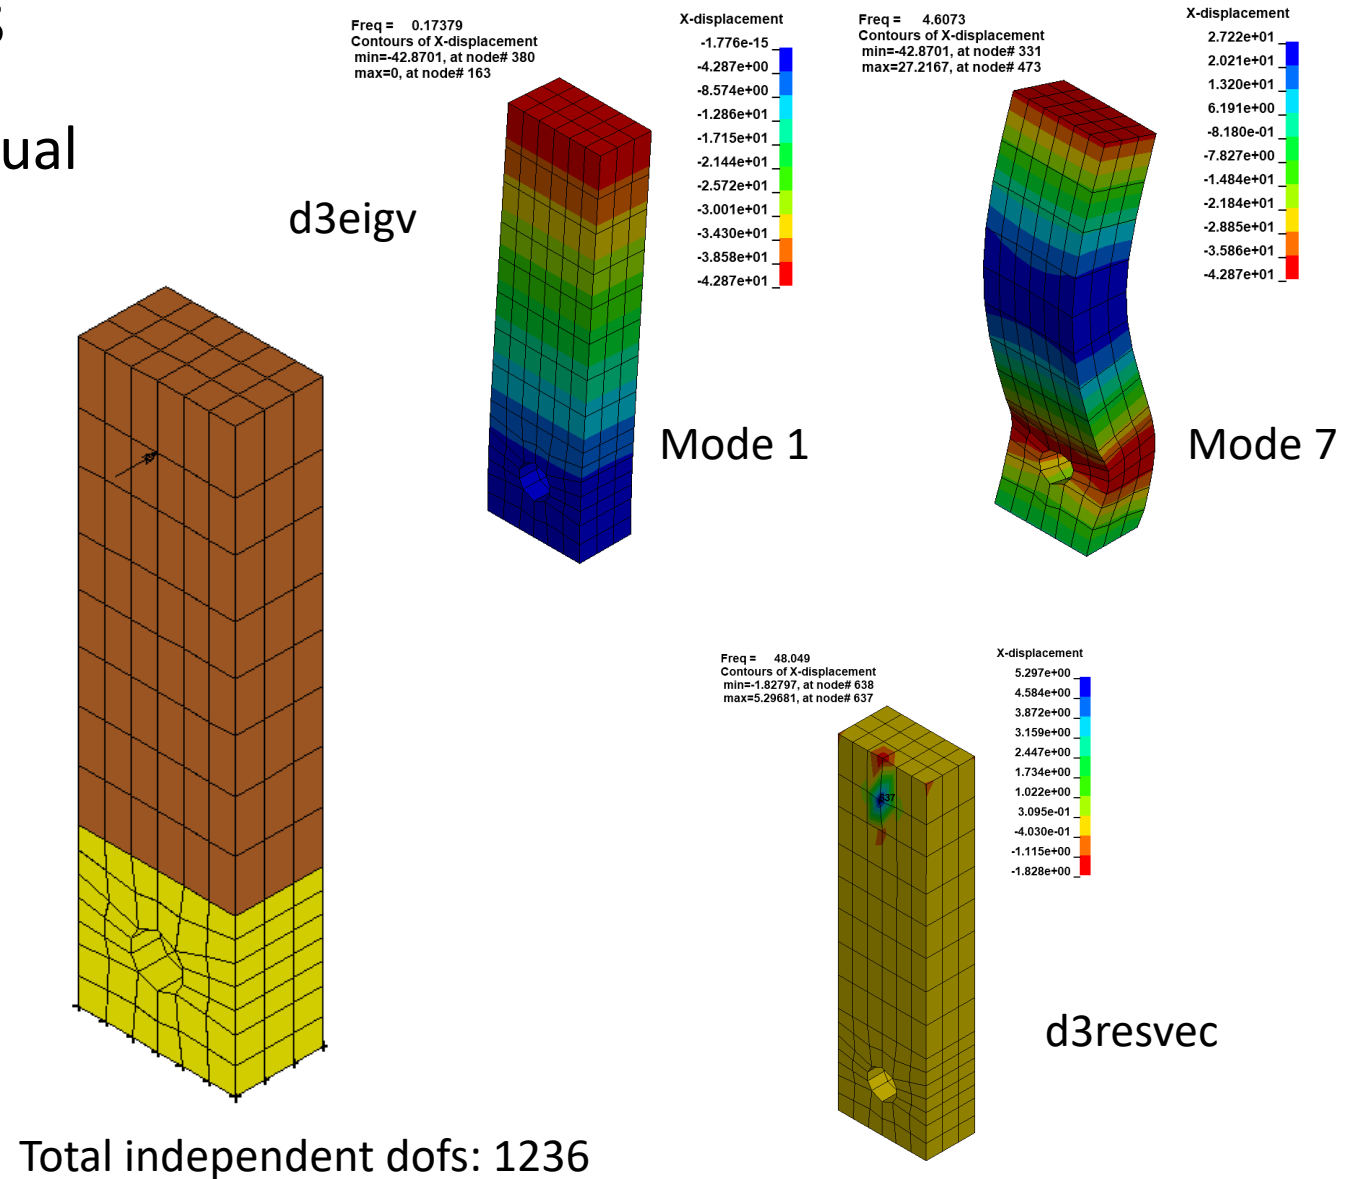 s
ual
d3eigv
Freq = 0.17379
Contours of X-displacement
min=-42.8701, at node# 380
max=0, at node# 163
X-displacement
-1.776e-15
-4.287e+00
-8.574e+00
-1.286e+01
-1.715e+01
-2.144e+01
-2.572e+01
-3.001e+01
-3.430e+01
-3.858e+01
-4.287e+01
Mode 1
Freq = 4.6073
Contours of X-displacement
min=-42.8701, at node# 331
max=27.2167, at node# 473
X-displacement
2.722e+01
2.021e+01
1.320e+01
6.191e+00
-8.180e-01
-7.827e+00
-1.484e+01
-2.184e+01
-2.885e+01
-3.586e+01
-4.287e+01
Mode 7
Freq = 48.049
Contours of X-displacement
min=-1.82797, at node# 638
max=5.29681, at node# 637
X-displacement
5.297e+00
4.584e+00
3.872e+00
3.159e+00
2.447e+00
1.734e+00
1.022e+00
3.095e-01
-4.030e-01
-1.115e+00
-1.828e+00
d3resvec
Total independent dofs: 1236